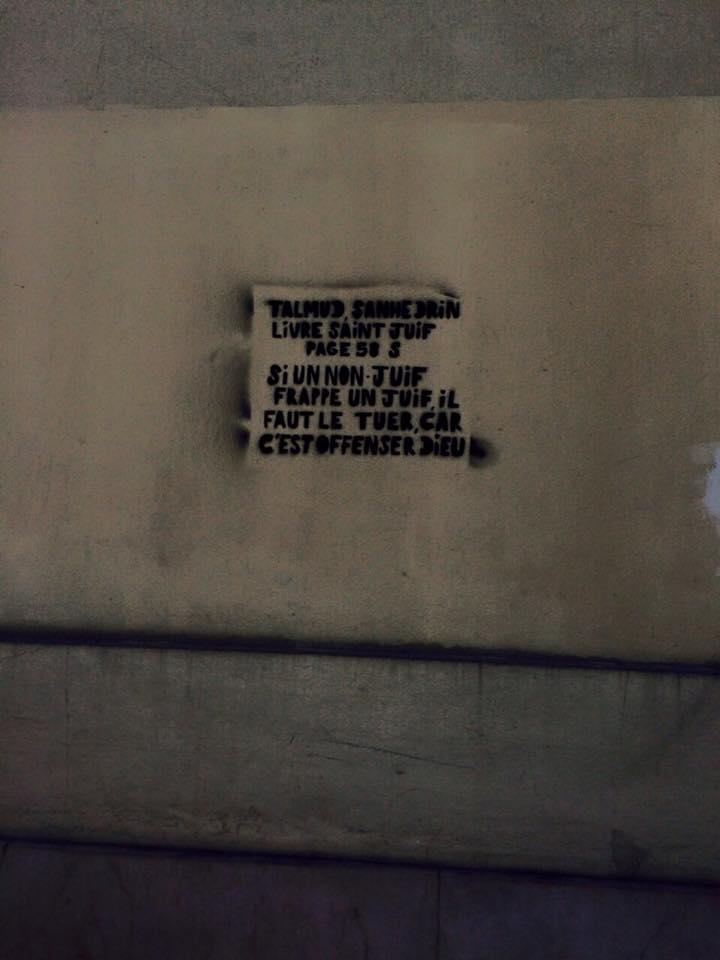 TALMUD, SANHEDRIN
LIVRE SAINT JUIF
PAGE 58 S
SI UN NON-JUIF
FRAPPE UN JUIF, IL
FAUT LE TUER, CAR
C'EST OFFENSER DIEU